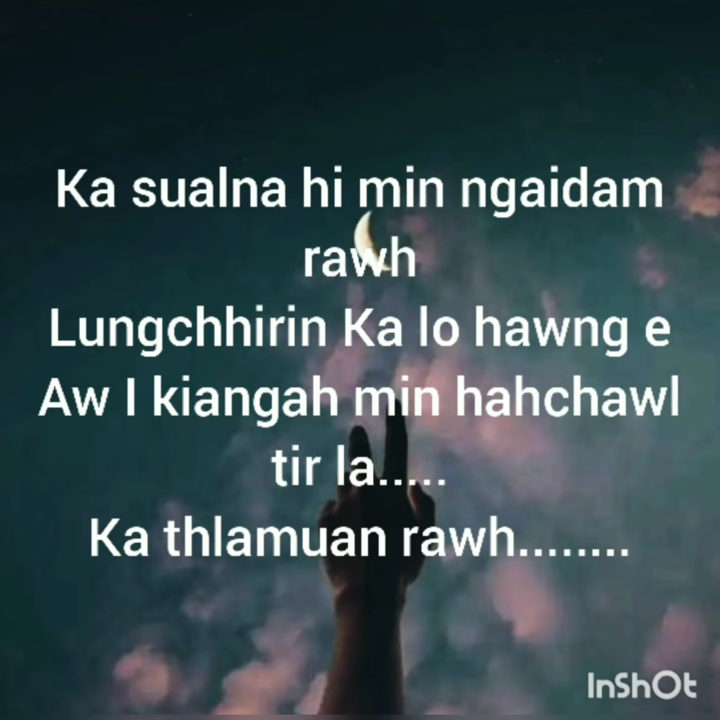 Ka sualna hi min ngaidam
rawh
Lungchhirin Ka lo hawng e
Aw I kiangah min hahchawl
tir la.....
Ka thlamuan rawh........
InShOt